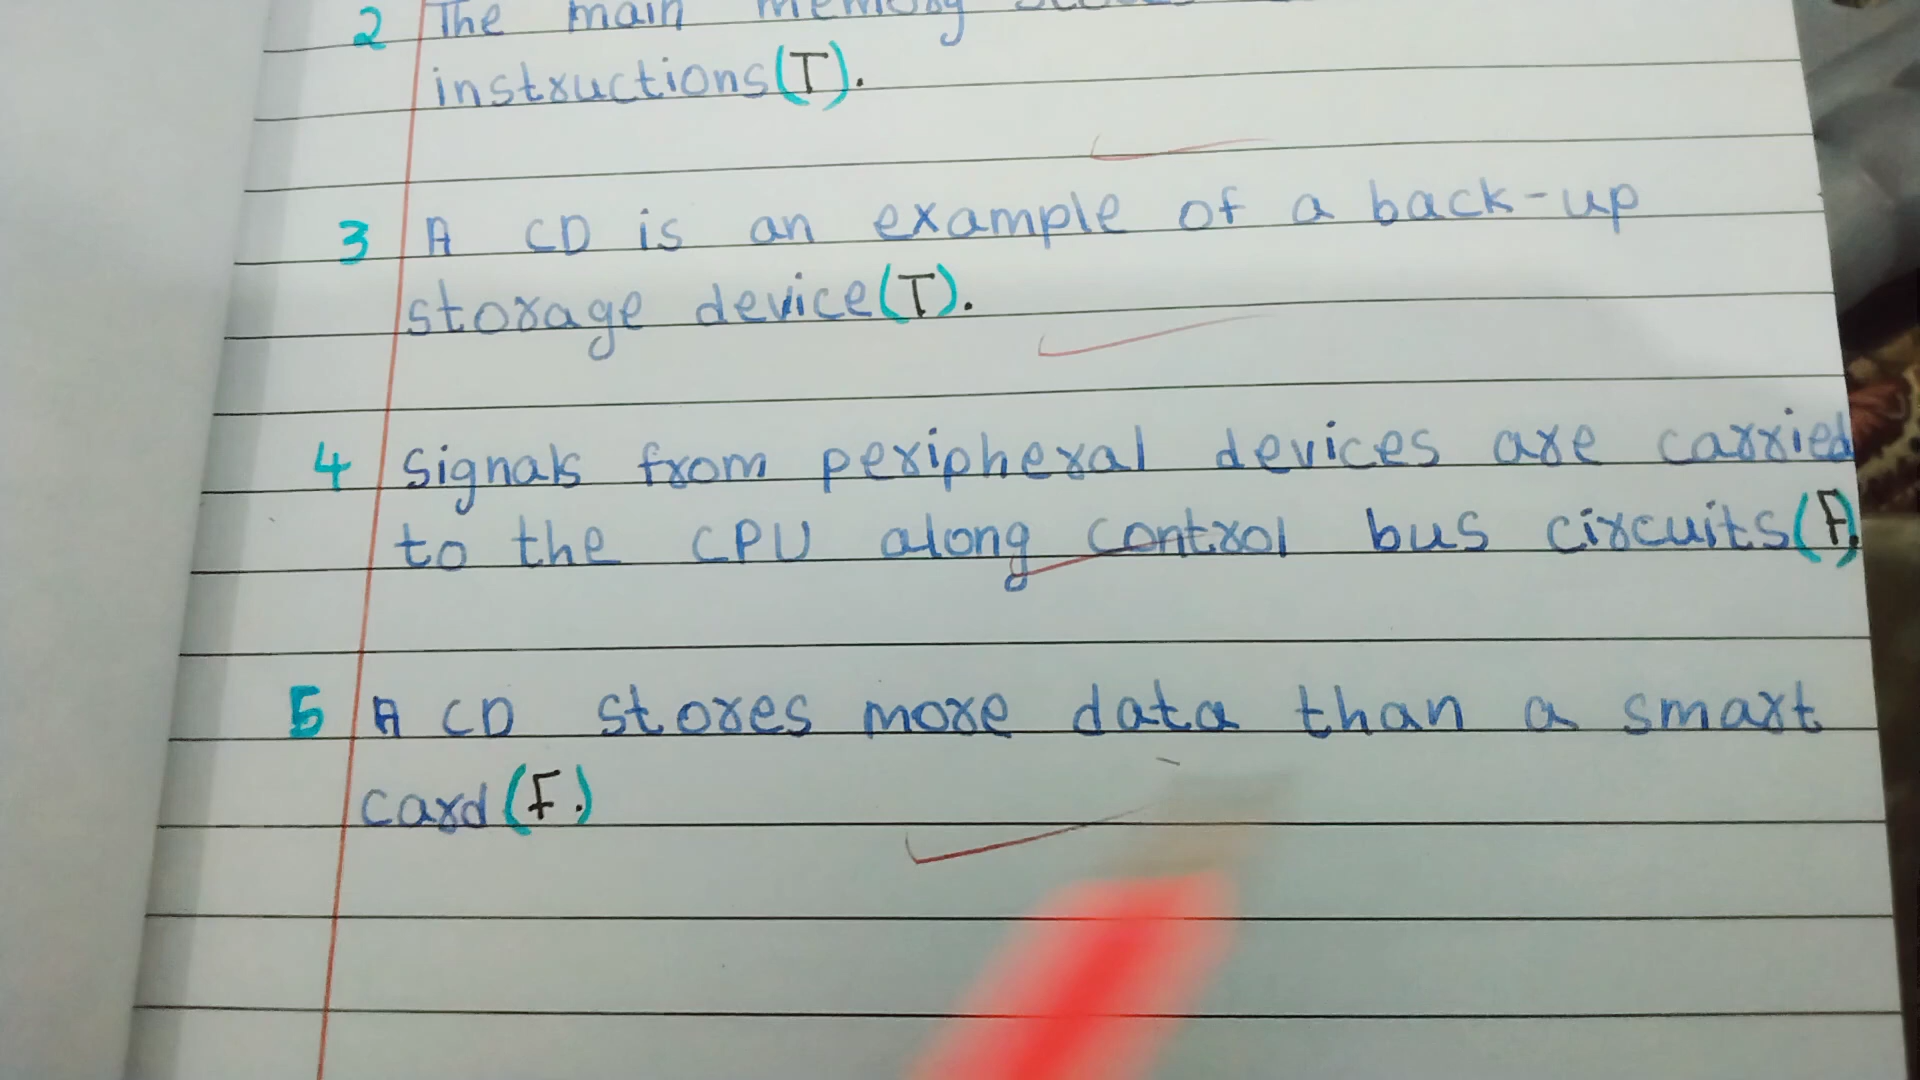 2 The main memory
instructions(T).
3 A CD is an example of a back-up
storage device(T).
4 Signals from peripheral devices are carried
to the CPU along control bus circuits(F).
5 A CD stores more data than a smart
card(F.)